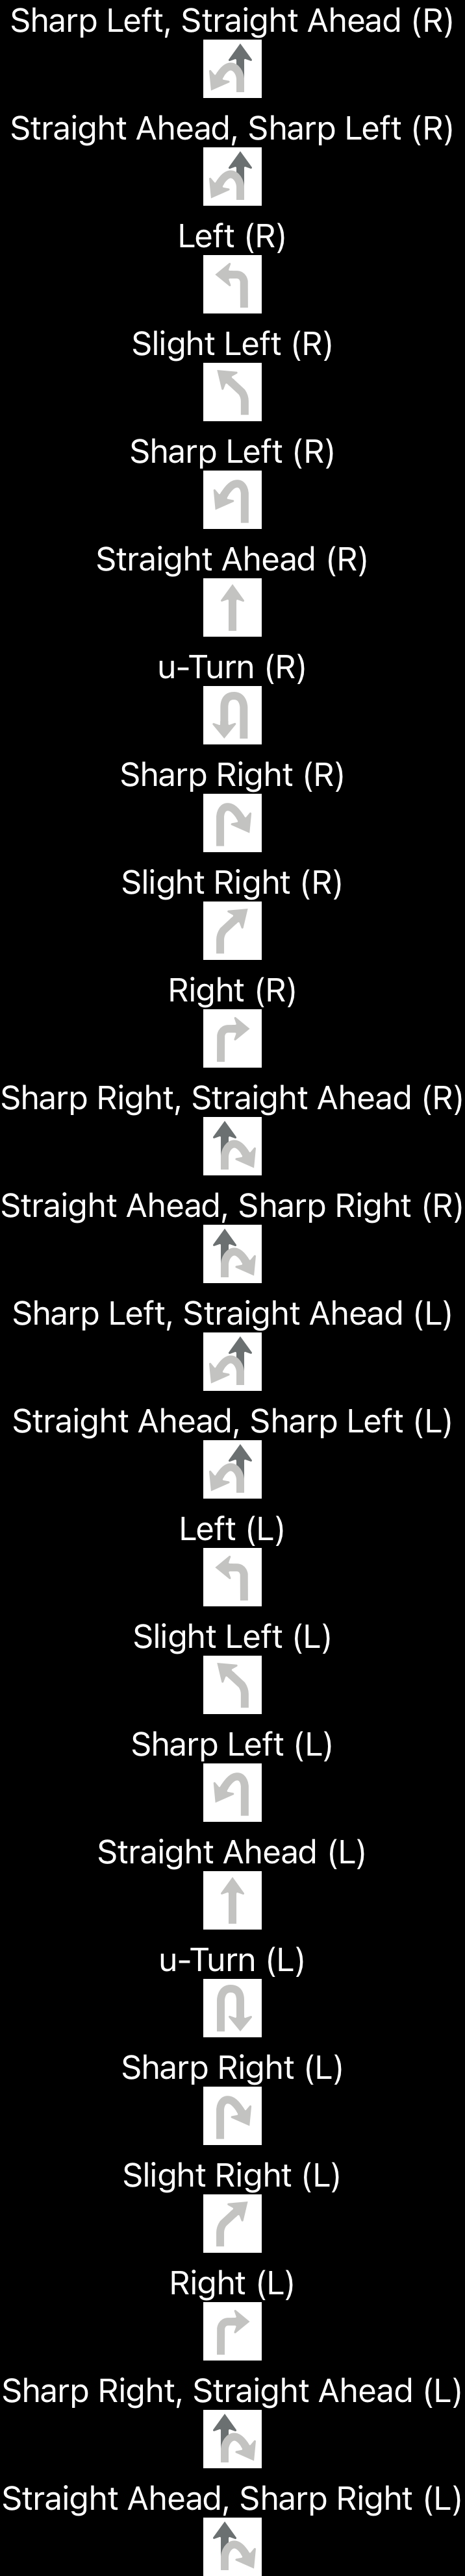 Sharp Left, Straight Ahead (R)
Straight Ahead, Sharp Left (R)
Left (R)
Slight Left (R)
Sharp Left (R)
Straight Ahead (R)
u-Turn (R)
Sharp Right (R)
Slight Right (R)
Right (R)
Sharp Right, Straight Ahead (R)
Straight Ahead, Sharp Right (R)
Sharp Left, Straight Ahead (L)
Straight Ahead, Sharp Left (L)
Left (L)
Slight Left (L)
Sharp Left (L)
Straight Ahead (L)
u-Turn (L)
Sharp Right (L)
Slight Right (L)
Right (L)
Sharp Right, Straight Ahead (L)
Straight Ahead, Sharp Right (L)